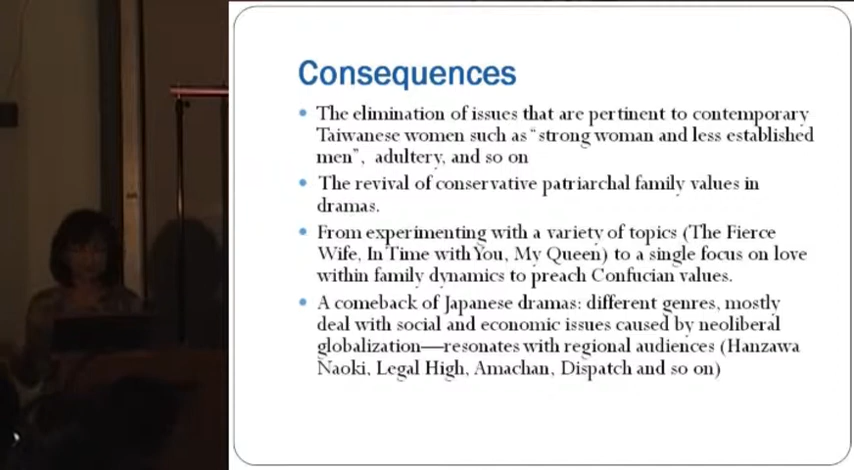 Consequences
• The elimination of issues that are pertinent to contemporary
Taiwanese women such as "strong woman and less established
men", adultery, and so on
• The revival of conservative patriarchal family values in
dramas.
• From experimenting with a variety of topics (The Fierce
Wife, In Time with You, My Queen) to a single focus on love
within family dynamics to preach Confucian values.
• A comeback of Japanese dramas: different genres, mostly
deal with social and economic issues caused by neoliberal
globalization—resonates with regional audiences (Hanzawa
Naoki, Legal High, Amachan, Dispatch and so on)